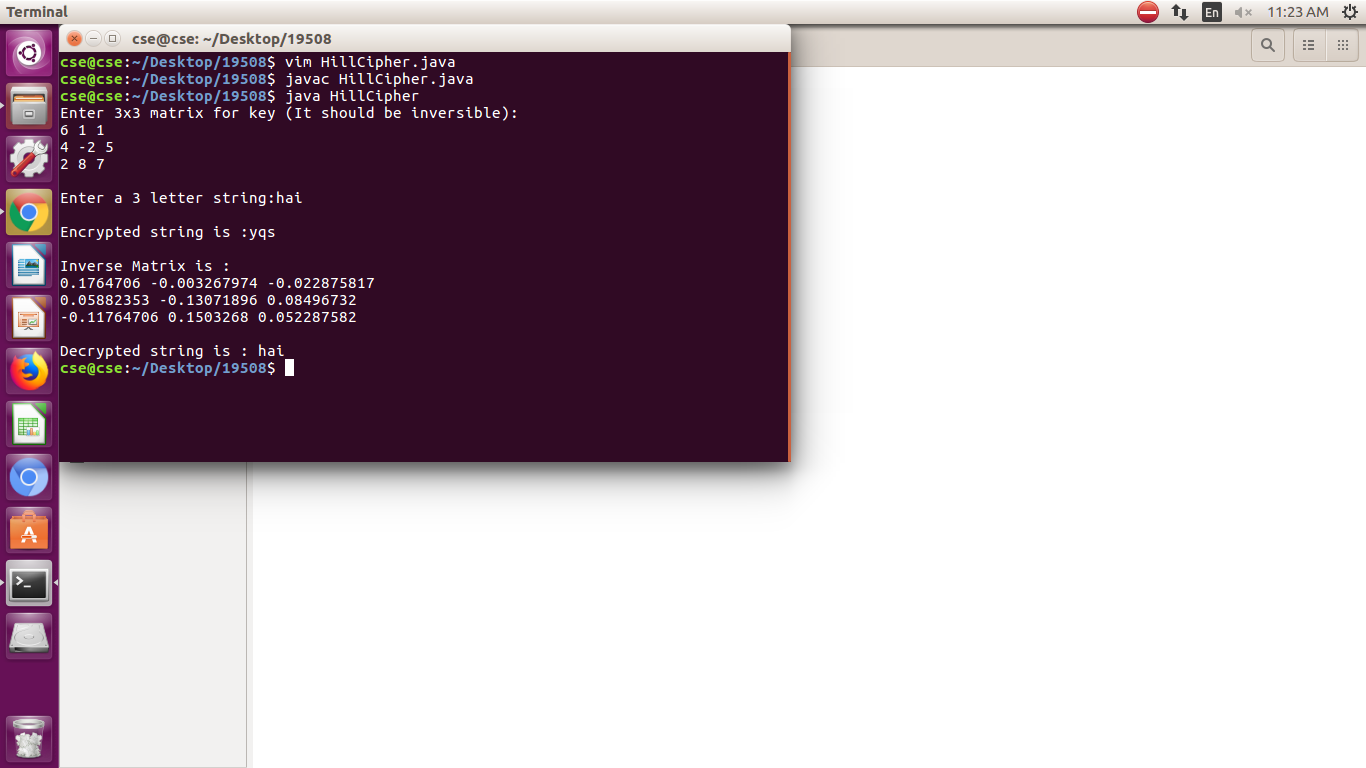 Terminal
En
11:23 AM
cse@cse: ~/Desktop/19508
cse@cse:~/Desktop/19508$ vim HillCipher.java
cse@cse:~/Desktop/19508$ javac HillCipher.java
cse@cse:~/Desktop/19508$ java HillCipher
Enter 3x3 matrix for key (It should be inversible):
6 1 1
4 -2 5
2 8 7
Enter a 3 letter string:hai
Encrypted string is :yqs
Inverse Matrix is :
0.1764706 -0.003267974 -0.022875817
0.05882353 -0.13071896 0.08496732
-0.11764706 0.1503268 0.052287582
Decrypted string is : hai
cse@cse:~/Desktop/19508$